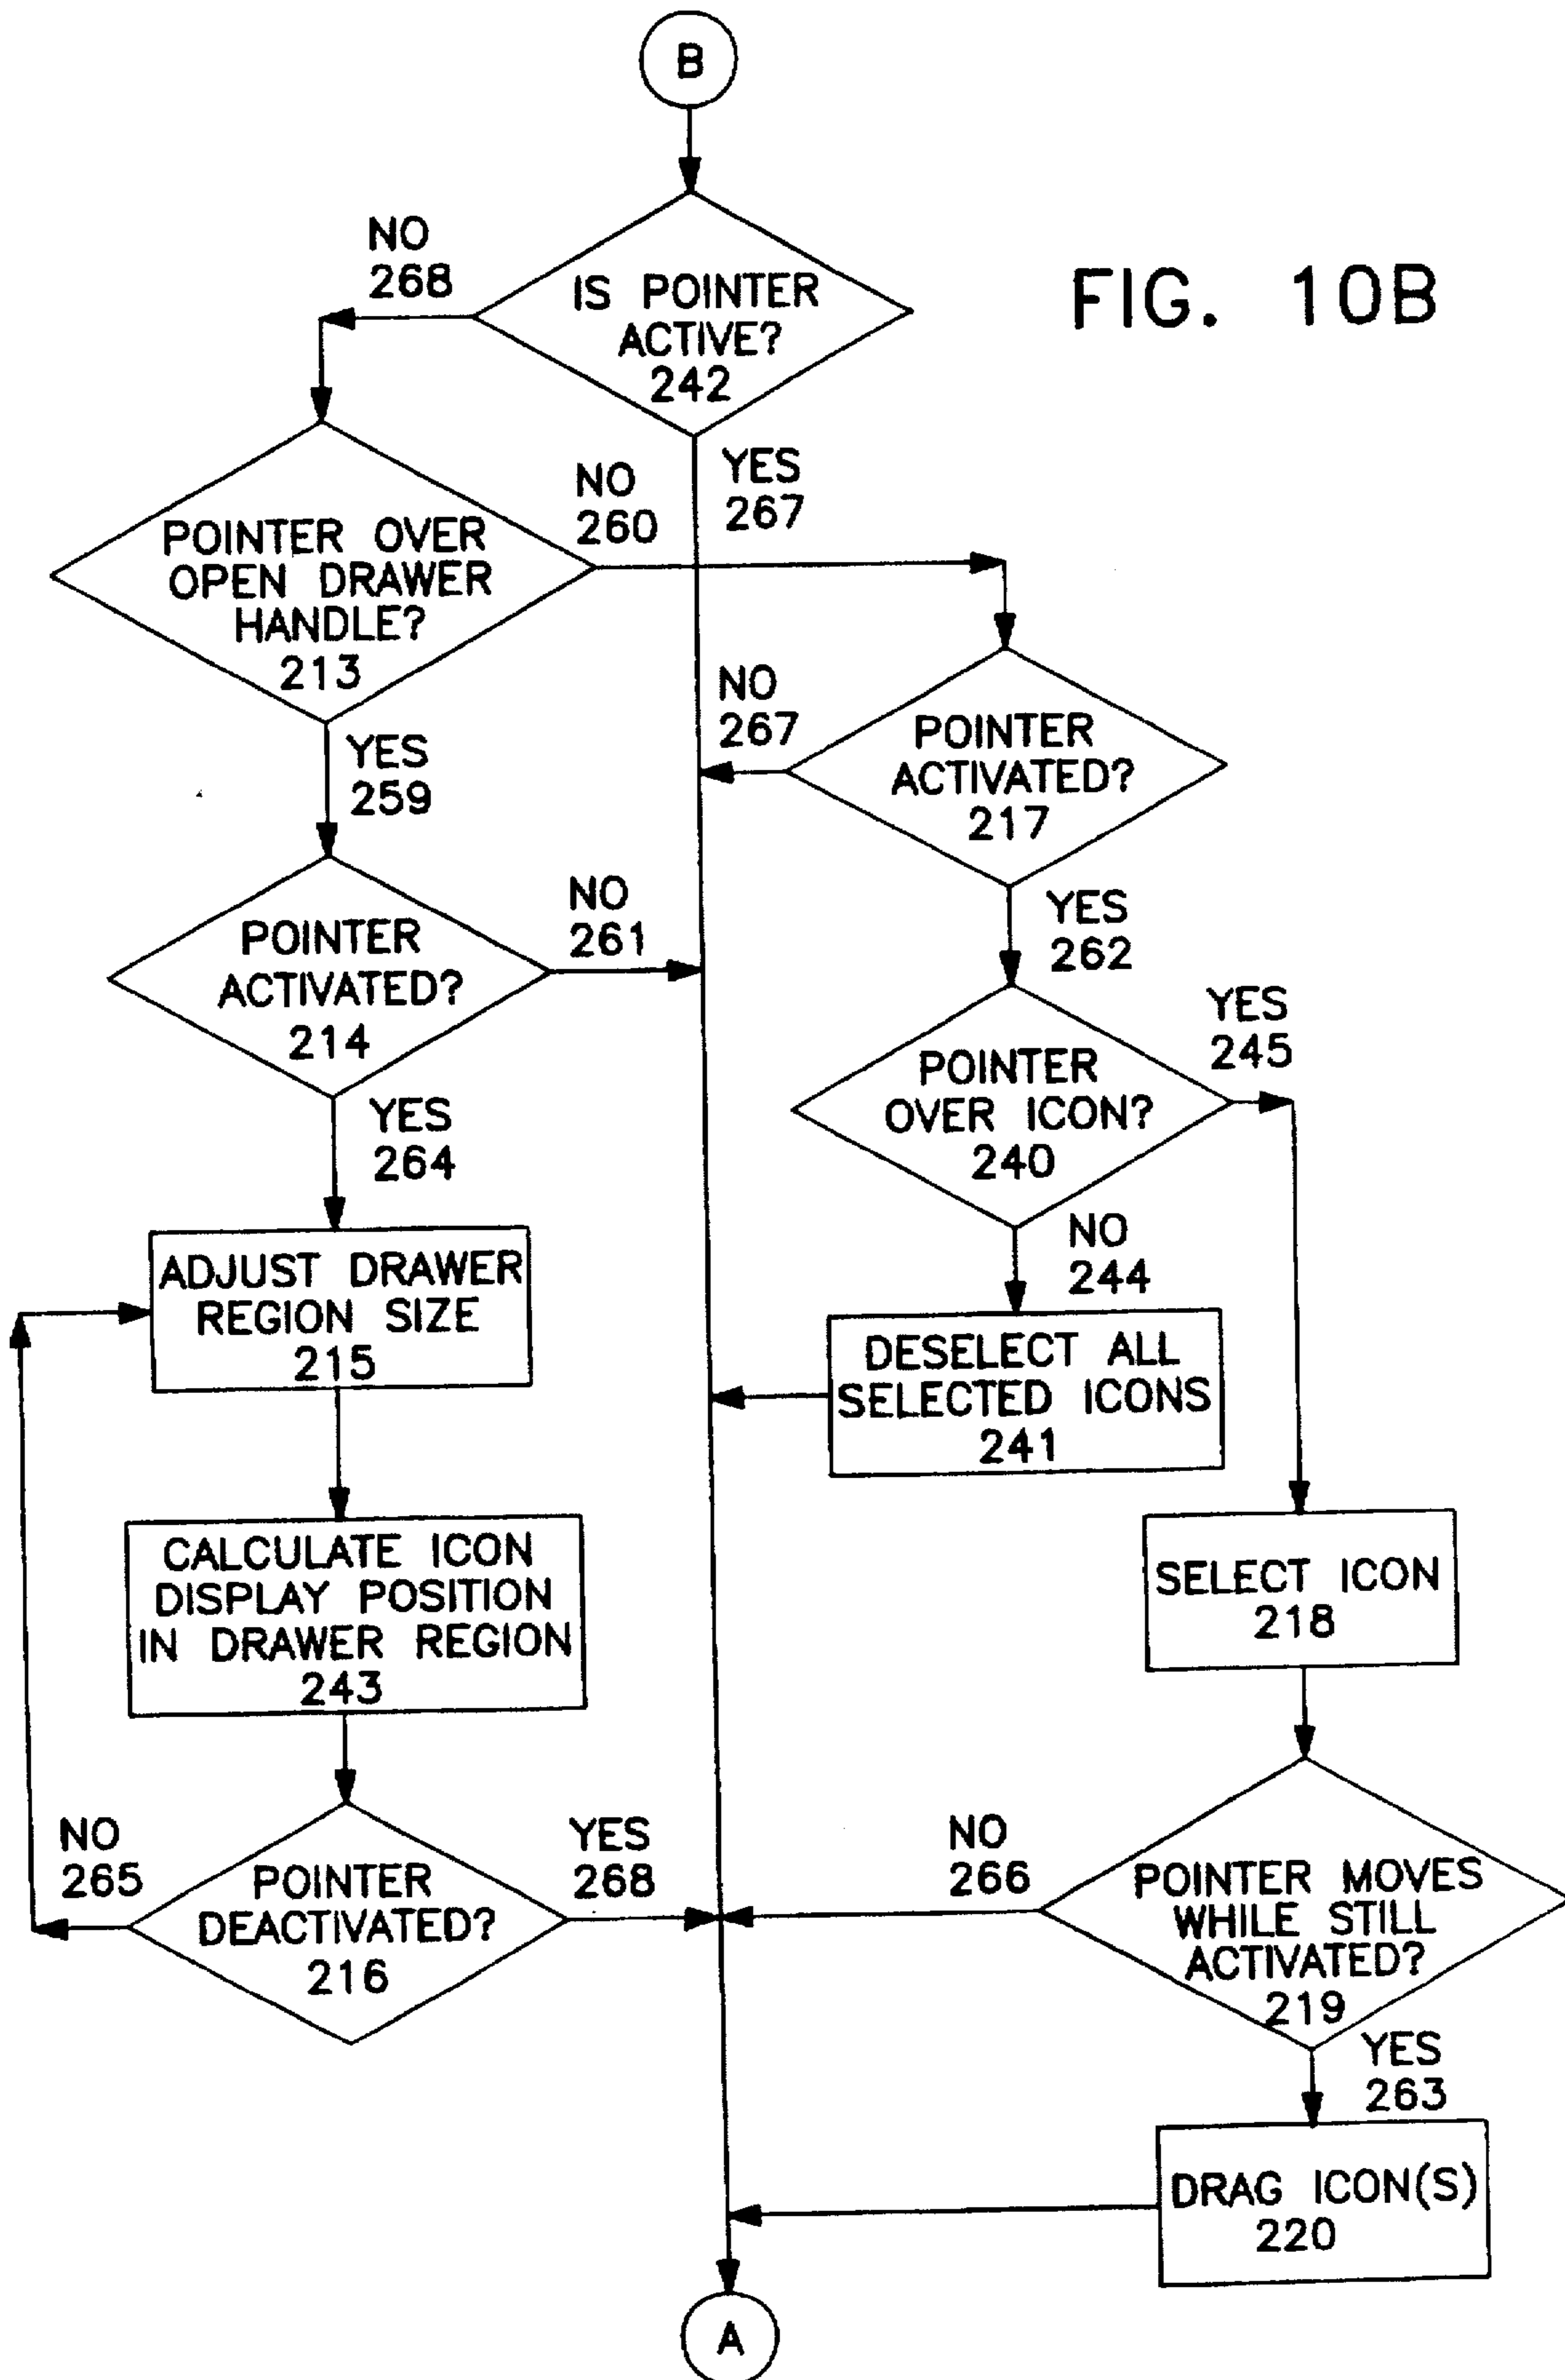 B
FIG. 10B
NO
268
IS POINTER
ACTIVE?
242
YES
267
NO
260
POINTER OVER
OPEN DRAWER
HANDLE?
213
NO
267
POINTER
ACTIVATED?
217
YES
259
YES
262
NO
261
POINTER
ACTIVATED?
214
YES
245
POINTER
OVER ICON?
240
YES
264
NO
244
ADJUST DRAWER
REGION SIZE
215
DESELECT ALL
SELECTED ICONS
241
CALCULATE ICON
DISPLAY POSITION
IN DRAWER REGION
243
SELECT ICON
218
NO
265
POINTER
DEACTIVATED?
216
YES
268
NO
266
POINTER MOVES
WHILE STILL
ACTIVATED?
219
YES
263
DRAG ICON(S)
220
A